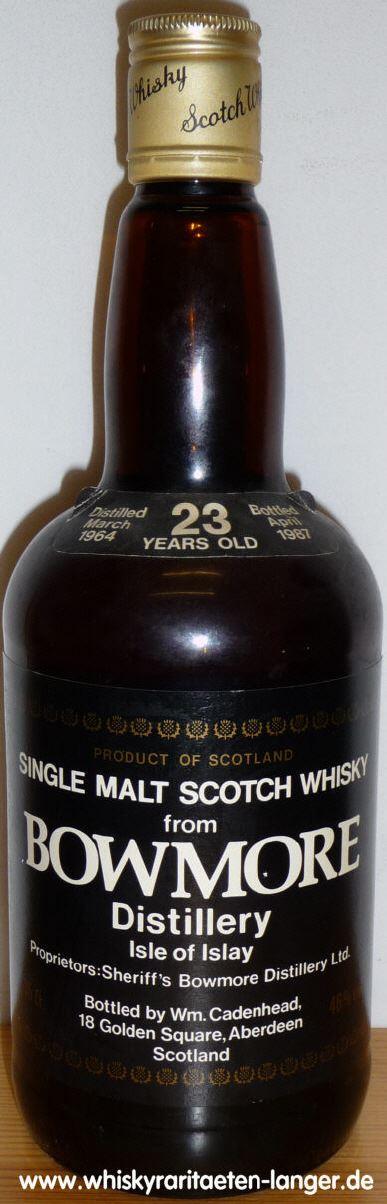 Whisky
Scotch
Distilled
March
1964
23
YEARS OLD
Bottled
April
1987
PRODUCT OF SCOTLAND
SINGLE MALT SCOTCH WHISKY
from
BOWMORE
Distillery
Isle of Islay
Proprietors: Sheriff's Bowmore Distillery Ltd.
Bottled by Wm. Cadenhead,
18 Golden Square, Aberdeen
Scotland
46%
www.whiskyraritaeten-langer.de